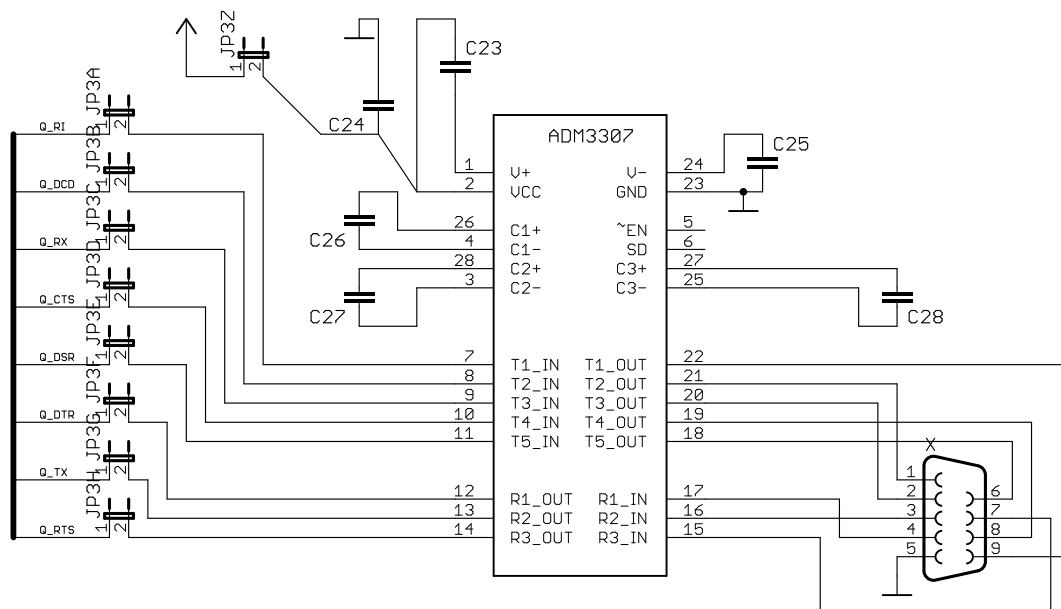 JP3Z
1 2
C23
C24
JP3A
1 2
Q_RI
JP3B
1 2
Q_DCD
JP3C
1 2
Q_RX
JP3D
1 2
Q_CTS
JP3E
1 2
Q_DSR
JP3F
1 2
Q_DTR
JP3G
1 2
Q_TX
JP3H
1 2
Q_RTS
ADM3307
1 V+ V- 24
2 VCC GND 23
26 C1+ ~EN 5
4 C1- SD 6
28 C2+ C3+ 27
3 C2- C3- 25
7 T1_IN T1_OUT 22
8 T2_IN T2_OUT 21
9 T3_IN T3_OUT 20
10 T4_IN T4_OUT 19
11 T5_IN T5_OUT 18
12 R1_OUT R1_IN 17
13 R2_OUT R2_IN 16
14 R3_OUT R3_IN 15
C25
C26
C27
C28
X
1
2 6
3 7
4 8
5 9